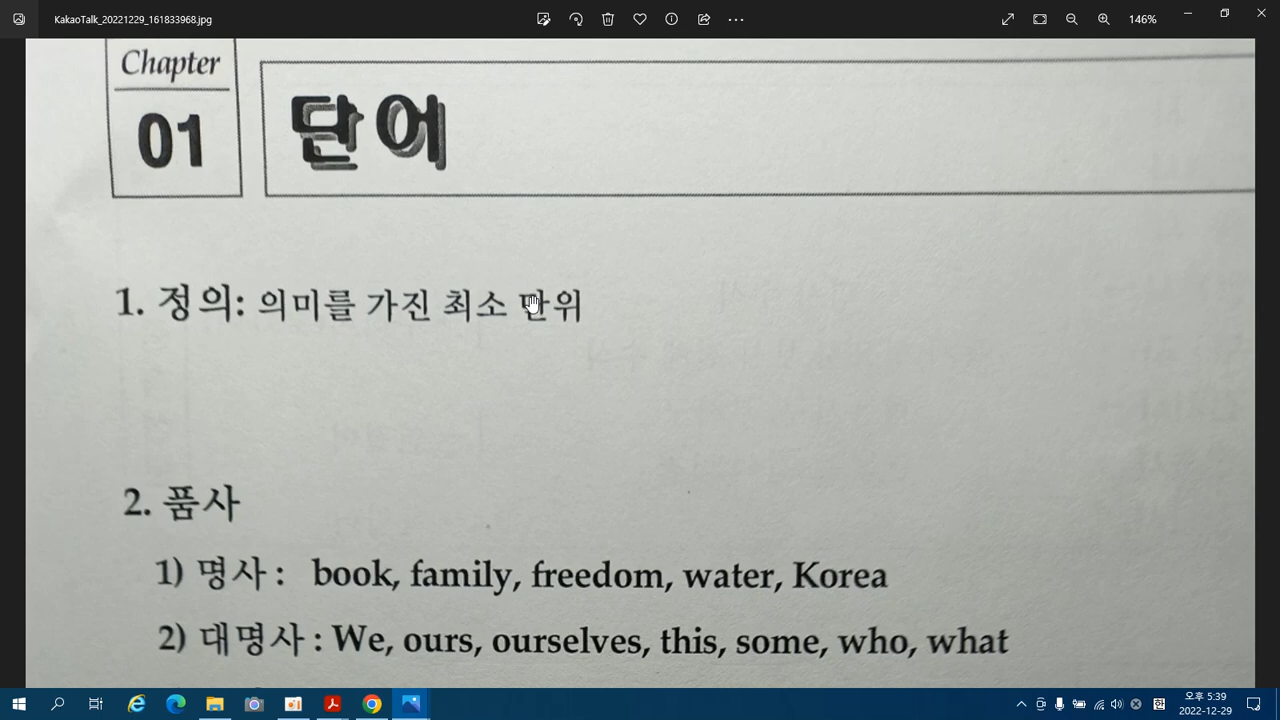 KakaoTalk_20221229_161833968.jpg
146%
Chapter
01
단어
1. 정의: 의미를 가진 최소 단위
2. 품사
1) 명사 : book, family, freedom, water, Korea
2) 대명사 : We, ours, ourselves, this, some, who, what
한
오후 5:39
2022-12-29